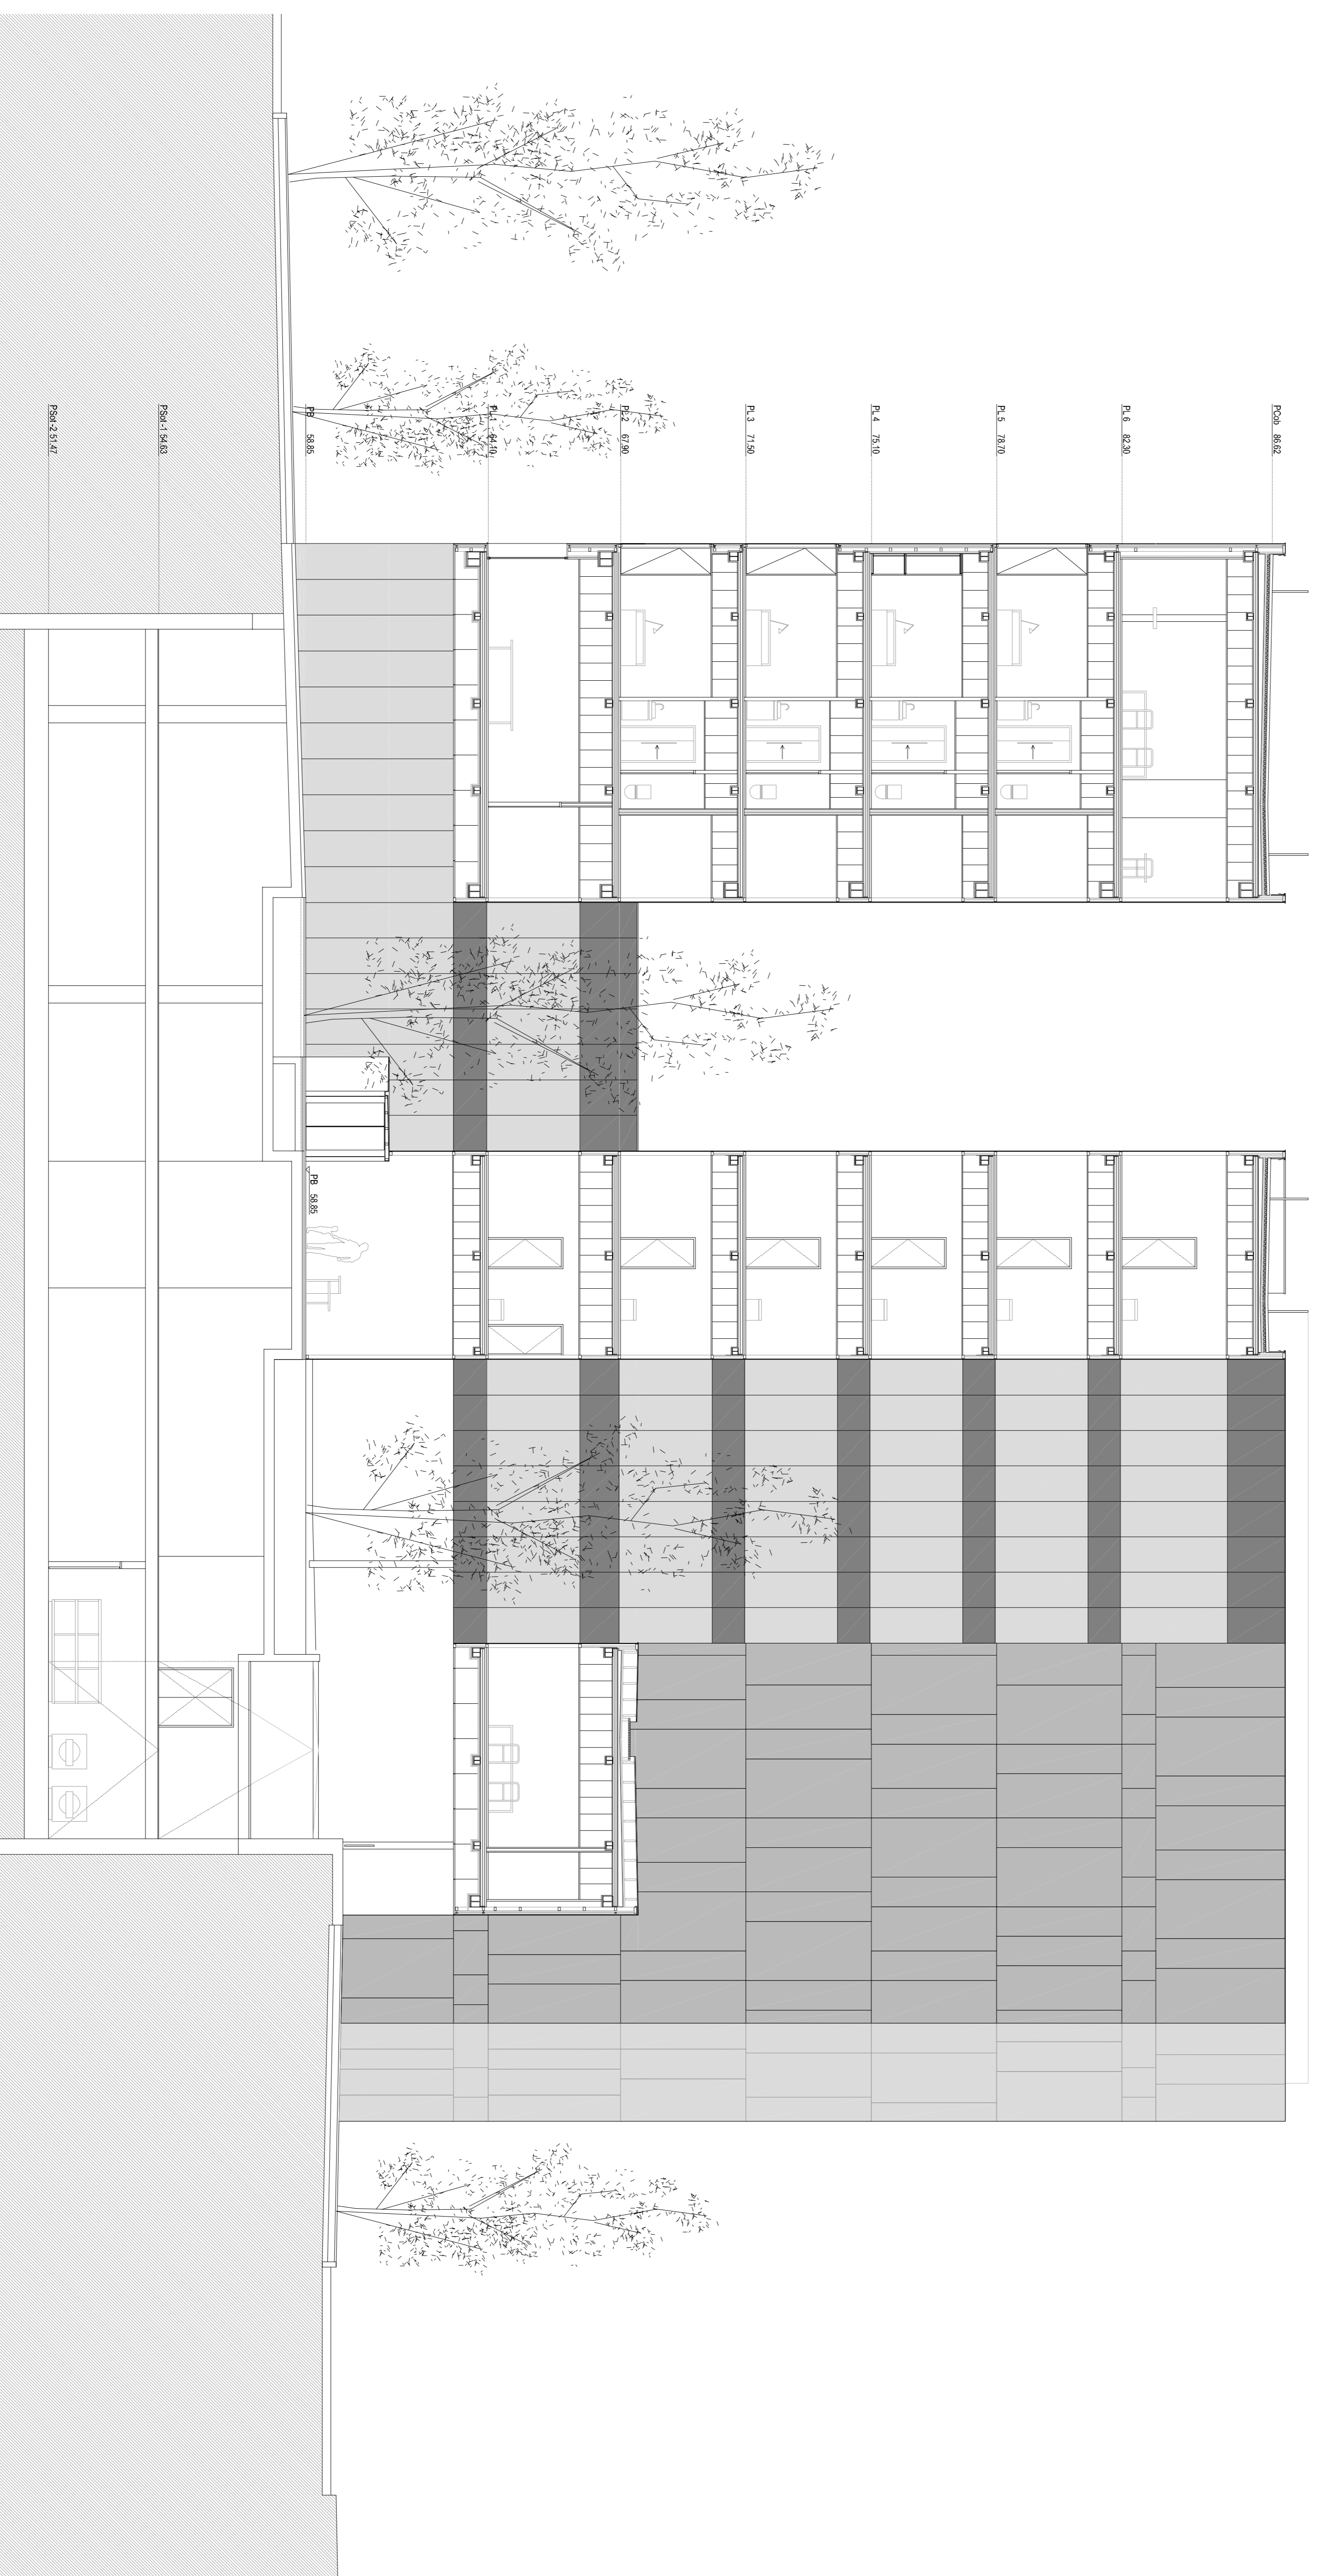 PCob 86.62
PL 6 82.30
PL 5 78.70
PL 4 75.10
PL 3 71.50
PL 2 67.90
PL 1 64.10
PB 58.85
PB 58.85
PSot -1 54.63
PSot -2 51.47